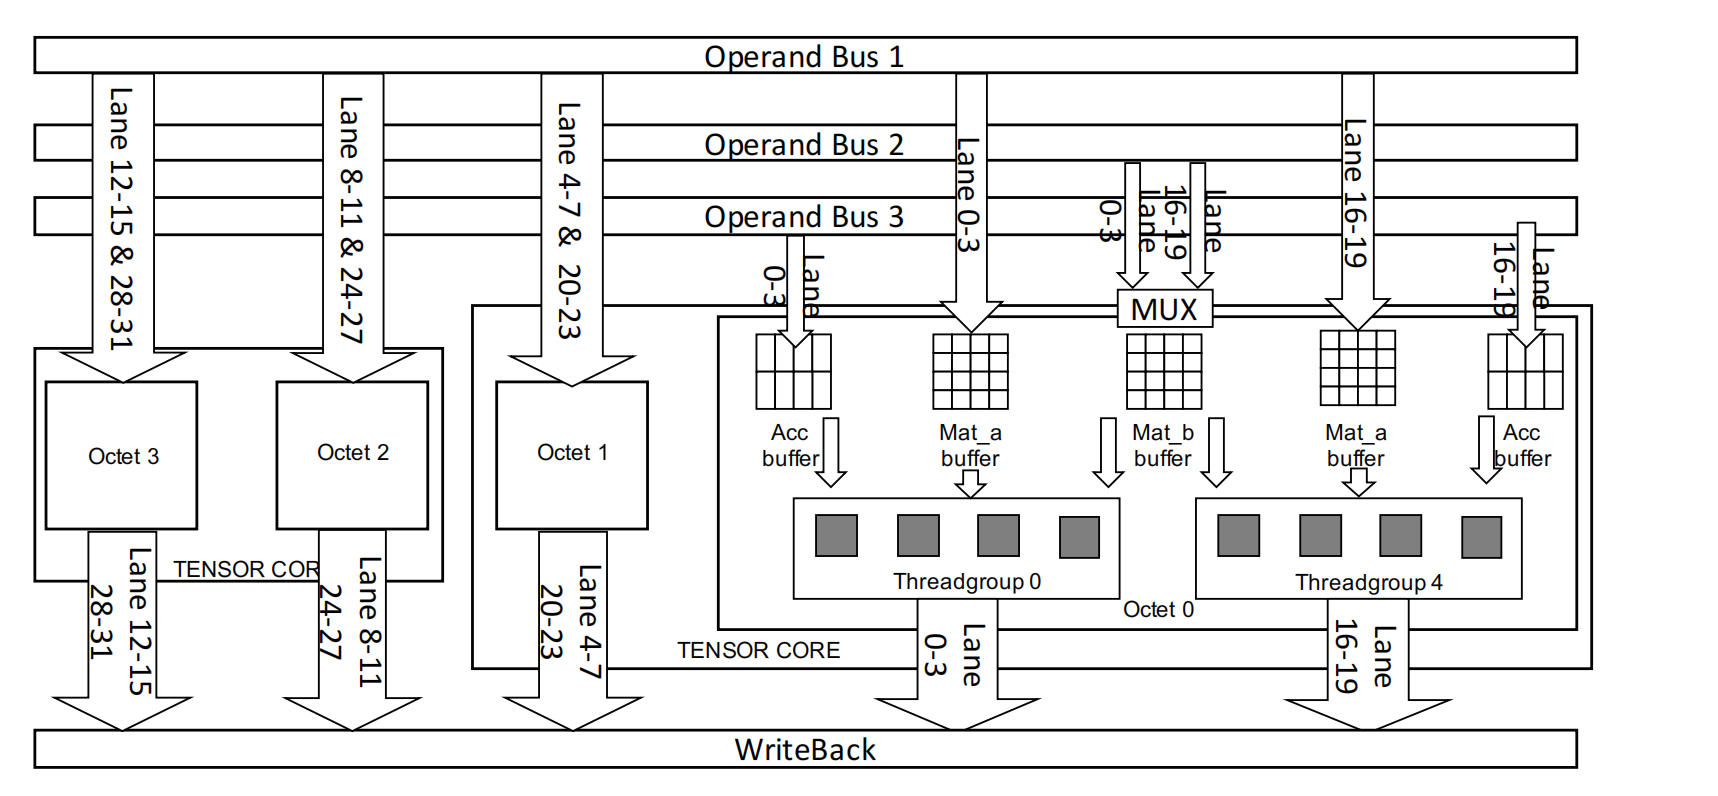 Operand Bus 1
Operand Bus 2
Operand Bus 3
Lane 12-15 & 28-31
Lane 8-11 & 24-27
Lane 4-7 & 20-23
Lane
0-3
Lane 0-3
Lane
0-3
Lane
16-19
Lane 16-19
Lane
16-19
MUX
Acc
buffer
Mat_a
buffer
Mat_b
buffer
Mat_a
buffer
Acc
buffer
Octet 3
Octet 2
Octet 1
Threadgroup 0
Threadgroup 4
Octet 0
TENSOR COR
TENSOR CORE
Lane 12-15
28-31
Lane 8-11
24-27
Lane 4-7
20-23
Lane
0-3
Lane
16-19
WriteBack